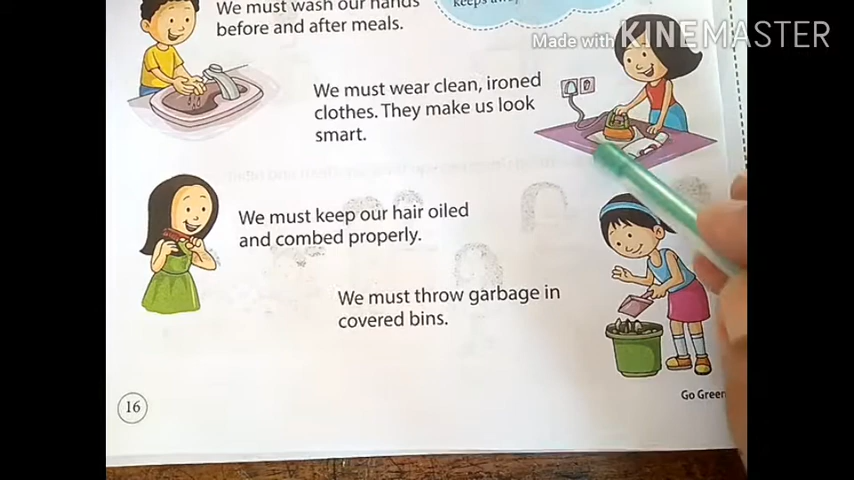 We must wash our hands
before and after meals.
keeps
Made with KINEMASTER
We must wear clean, ironed
clothes. They make us look
smart.
We must keep our hair oiled
and combed properly.
We must throw garbage in
covered bins.
16
Go Green